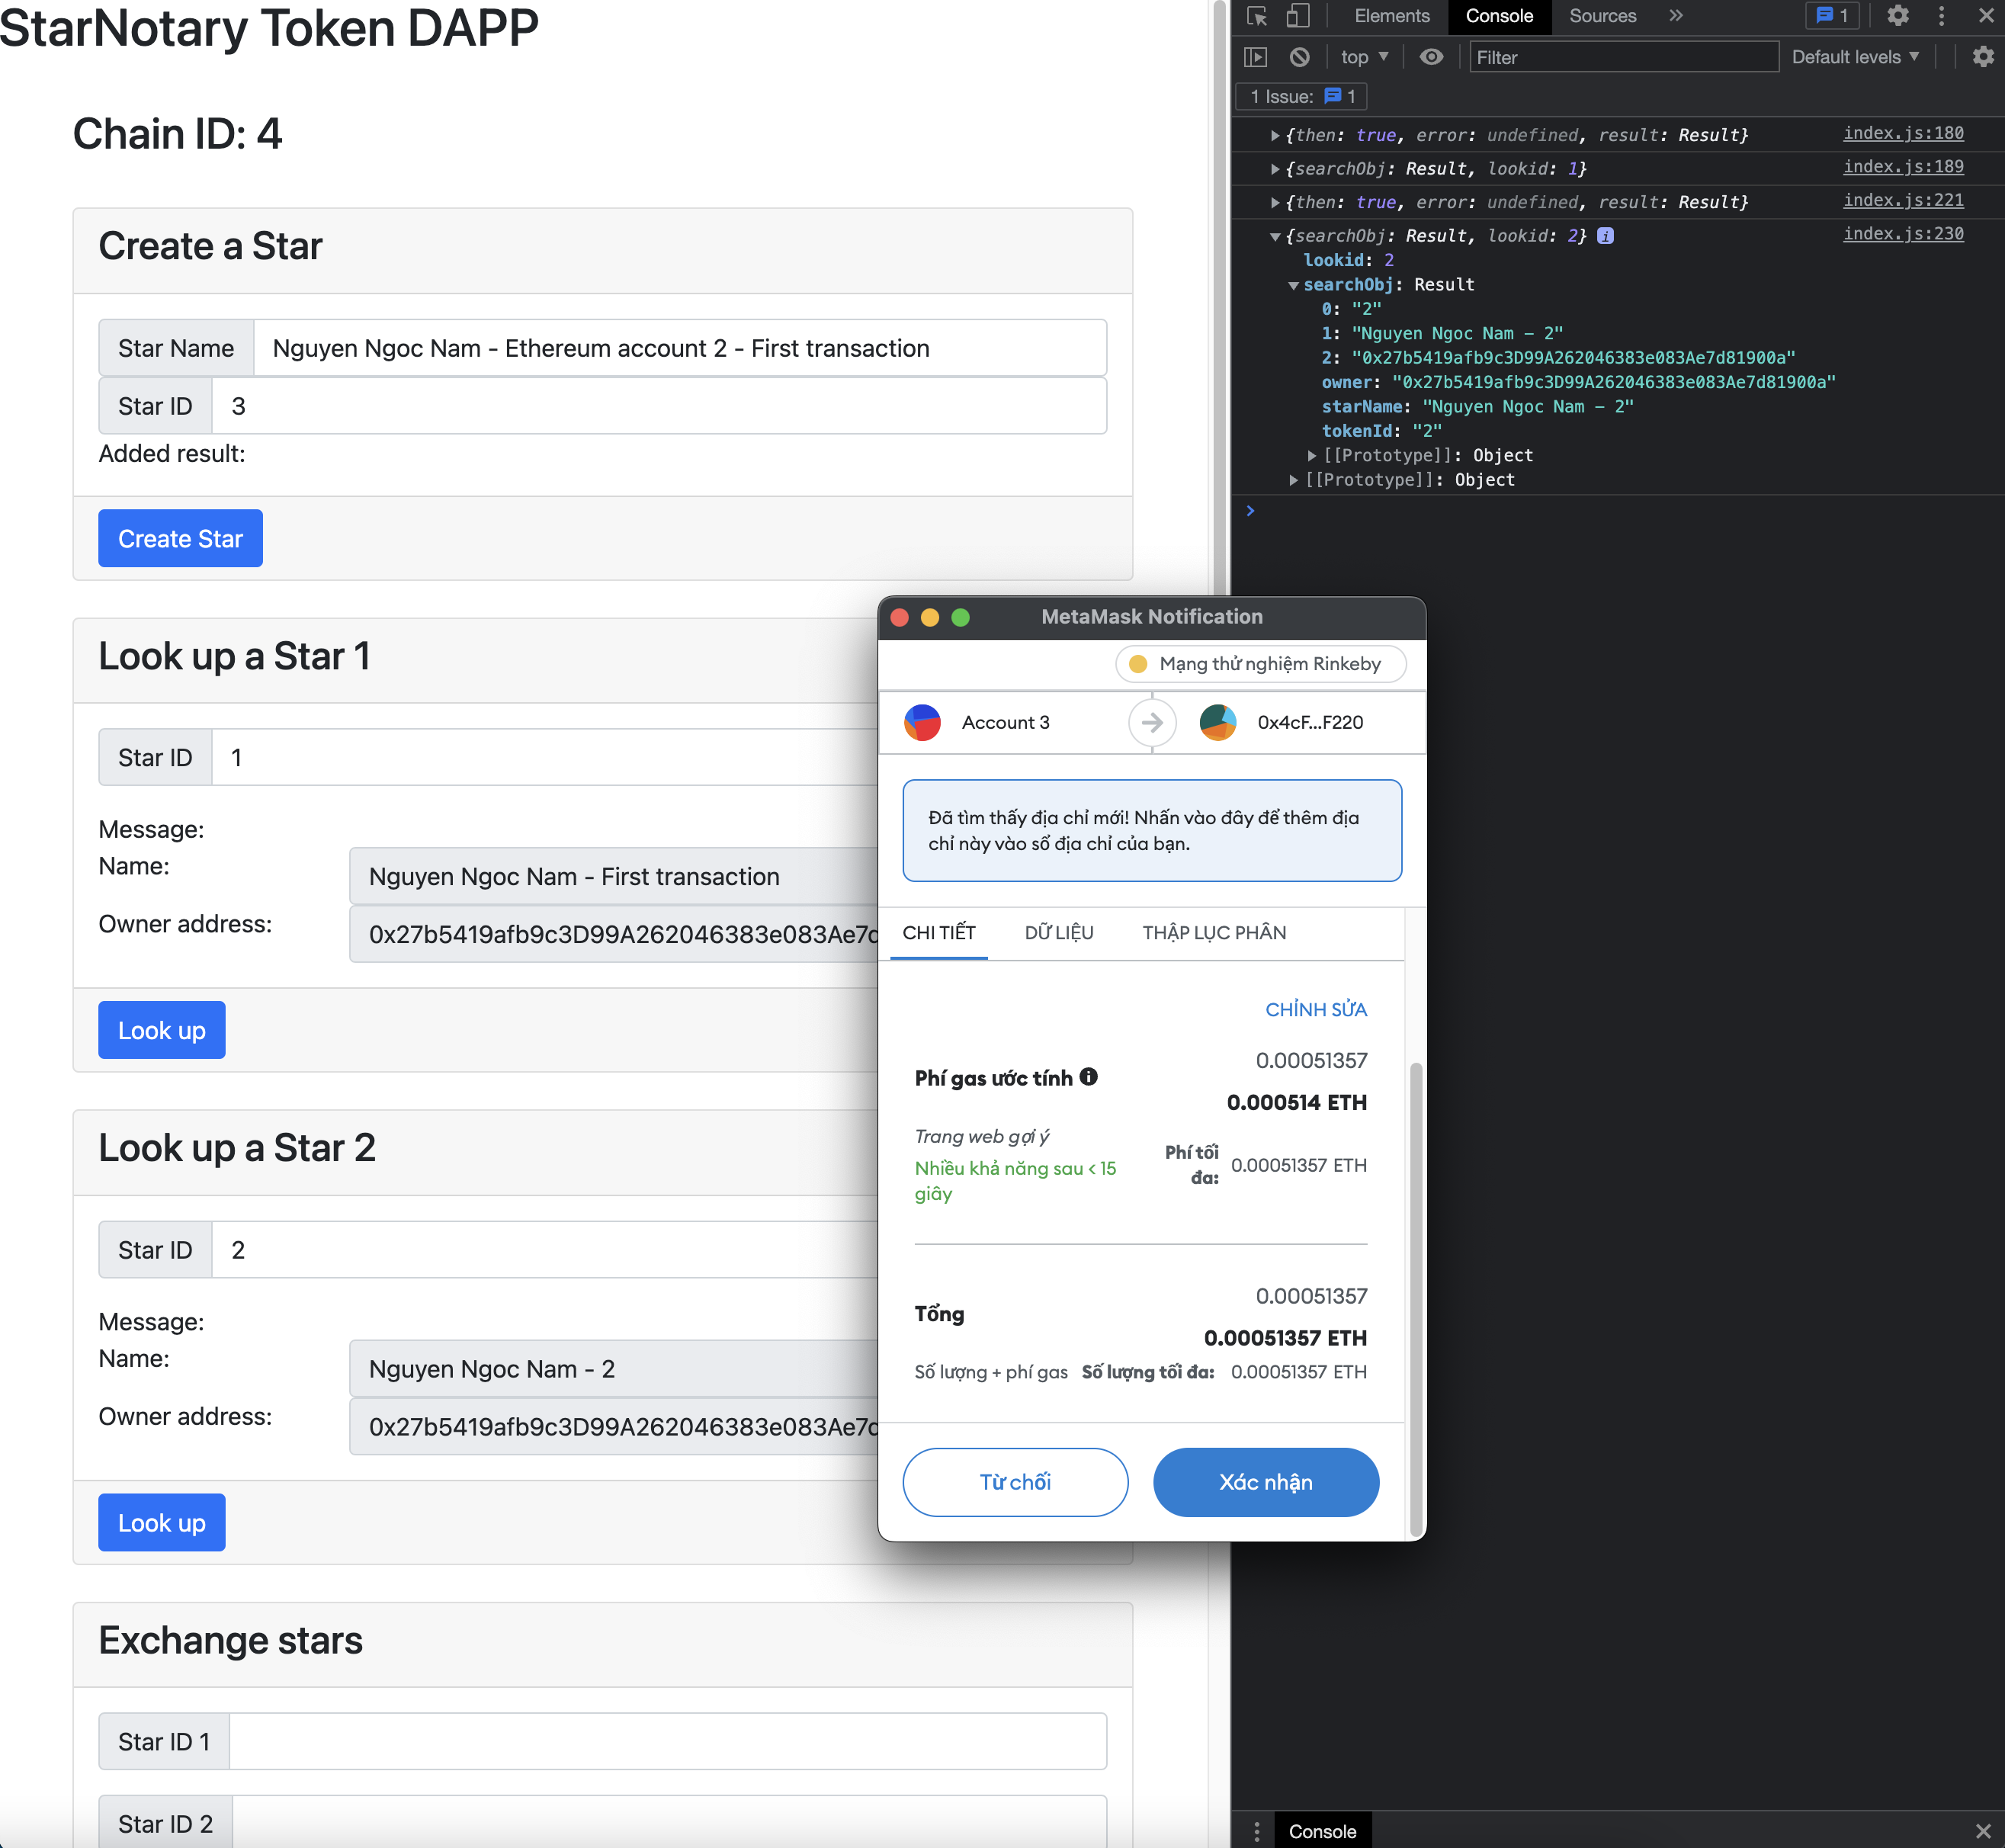 StarNotary Token DAPP
Chain ID: 4
Create a Star
Star Name Nguyen Ngoc Nam - Ethereum account 2 - First transaction
Star ID 3
Added result:
Create Star
Look up a Star 1
Star ID 1
Message:
Name: Nguyen Ngoc Nam - First transaction
Owner address: 0x27b5419afb9c3D99A262046383e083Ae7d
Look up
Look up a Star 2
Star ID 2
Message:
Name: Nguyen Ngoc Nam - 2
Owner address: 0x27b5419afb9c3D99A262046383e083Ae7d
Look up
Exchange stars
Star ID 1
Star ID 2
MetaMask Notification
Mạng thử nghiệm Rinkeby
Account 3 0x4cF...F220
Đã tìm thấy địa chỉ mới! Nhấn vào đây để thêm địa
chỉ này vào sổ địa chỉ của bạn.
CHI TIẾT DỮ LIỆU THẬP LỤC PHÂN
CHỈNH SỬA
0.00051357
Phí gas ước tính
0.000514 ETH
Trang web gợi ý
Nhiều khả năng sau < 15
giây
Phí tối
đa: 0.00051357 ETH
0.00051357
Tổng
0.00051357 ETH
Số lượng + phí gas Số lượng tối đa: 0.00051357 ETH
Từ chối Xác nhận
Elements Console Sources 1
top Filter Default levels
1 Issue: 1
{then: true, error: undefined, result: Result} index.js:180
{searchObj: Result, lookid: 1} index.js:189
{then: true, error: undefined, result: Result} index.js:221
{searchObj: Result, lookid: 2} i index.js:230
lookid: 2
searchObj: Result
0: "2"
1: "Nguyen Ngoc Nam - 2"
2: "0x27b5419afb9c3D99A262046383e083Ae7d81900a"
owner: "0x27b5419afb9c3D99A262046383e083Ae7d81900a"
starName: "Nguyen Ngoc Nam - 2"
tokenId: "2"
[[Prototype]]: Object
[[Prototype]]: Object
Console